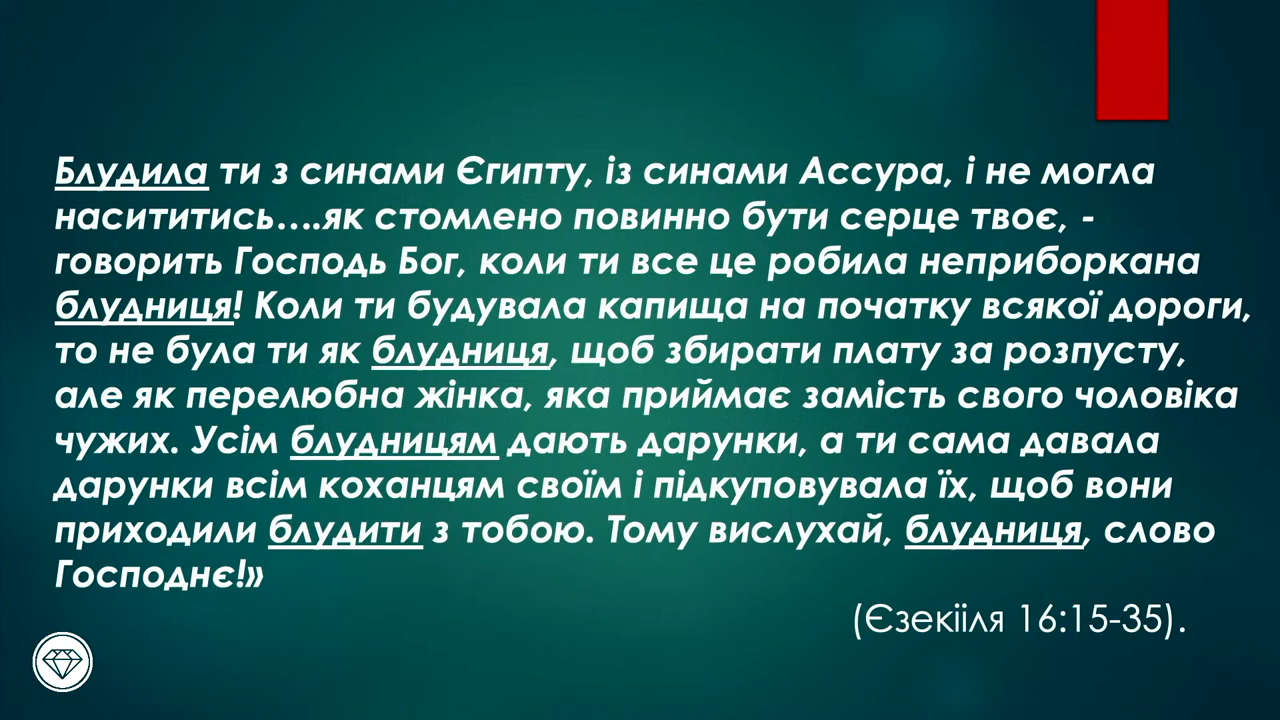 Блудила ти з синами Єгипту, із синами Ассура, і не могла
наситититись….як стомлено повинно бути серце твоє, -
говорить Господь Бог, коли ти все це робила неприборкана
блудниця! Коли ти будувала капища на початку всякої дороги,
то не була ти як блудниця, щоб збирати плату за розпусту,
але як перелюбна жінка, яка приймає замість свого чоловіка
чужих. Усім блудницям дають дарунки, а ти сама давала
дарунки всім коханцям своїм і підкуповувала їх, щоб вони
приходили блудити з тобою. Тому вислухай, блудниця, слово
Господнє!»
(Єзекііля 16:15-35).